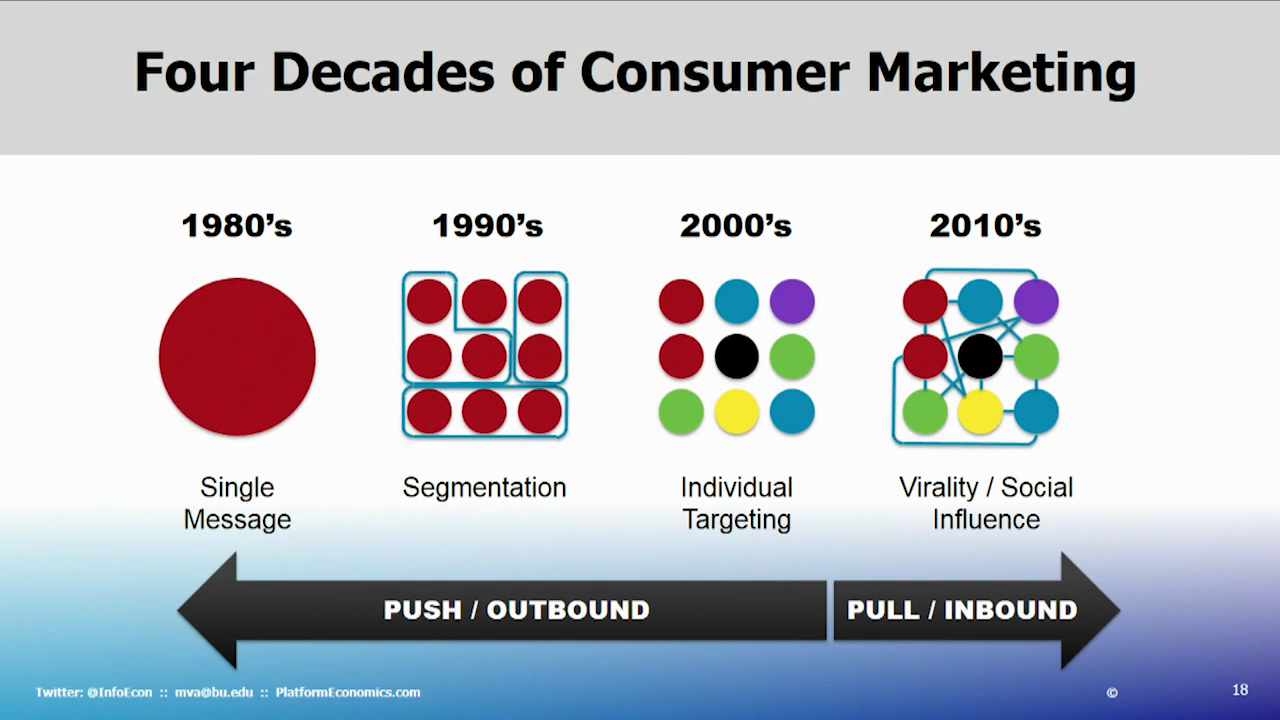 Four Decades of Consumer Marketing
1980's
1990's
2000's
2010's
Single
Message
Segmentation
Individual
Targeting
Virality / Social
Influence
PUSH / OUTBOUND
PULL / INBOUND
Twitter: @InfoEcon :: mva@bu.edu :: PlatformEconomics.com
©
18